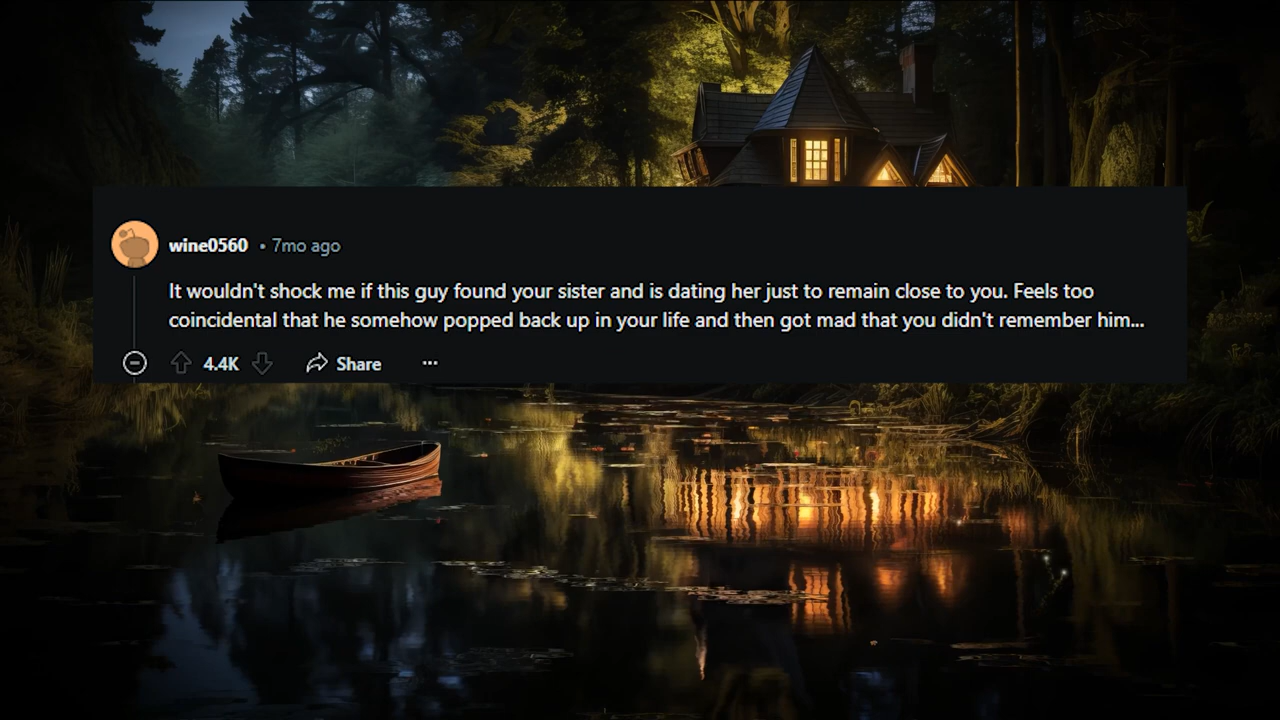 wine0560 • 7mo ago
It wouldn't shock me if this guy found your sister and is dating her just to remain close to you. Feels too
coincidental that he somehow popped back up in your life and then got mad that you didn't remember him...
4.4K Share ...